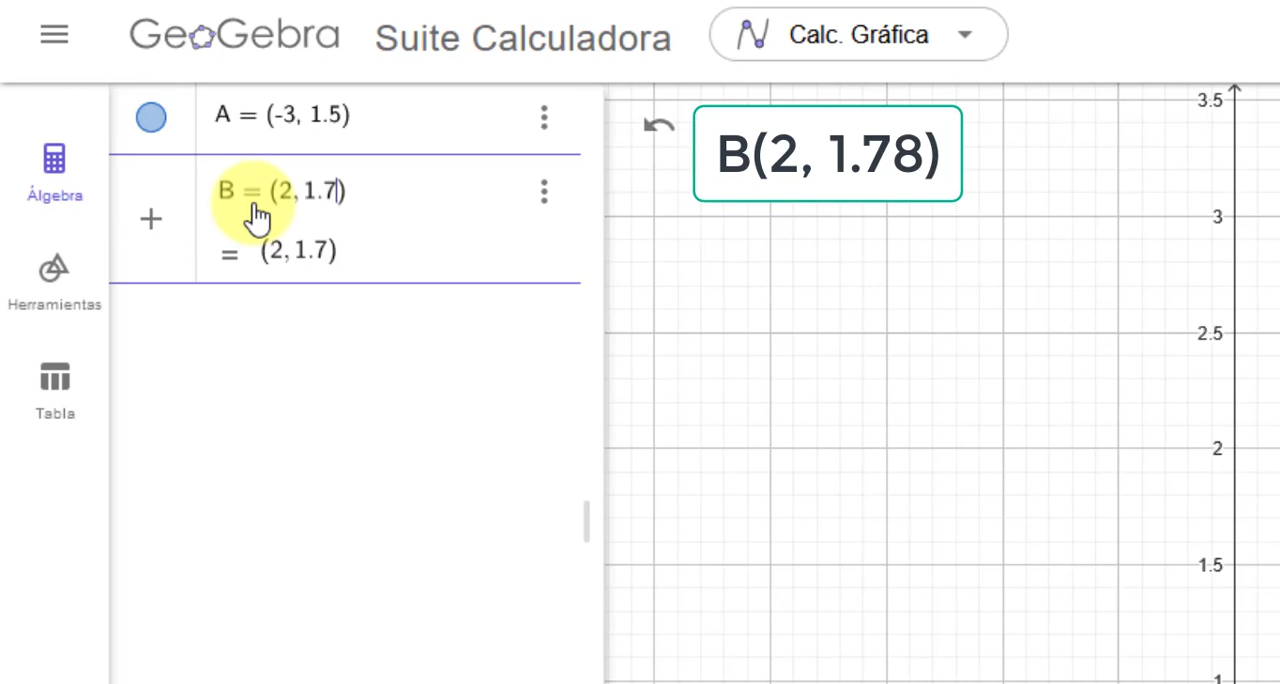 GeoGebra Suite Calculadora Calc. Gráfica
A = (-3, 1.5)
B = (2, 1.7)
= (2, 1.7)
Álgebra
Herramientas
Tabla
B(2, 1.78)
3.5
3
2.5
2
1.5
1